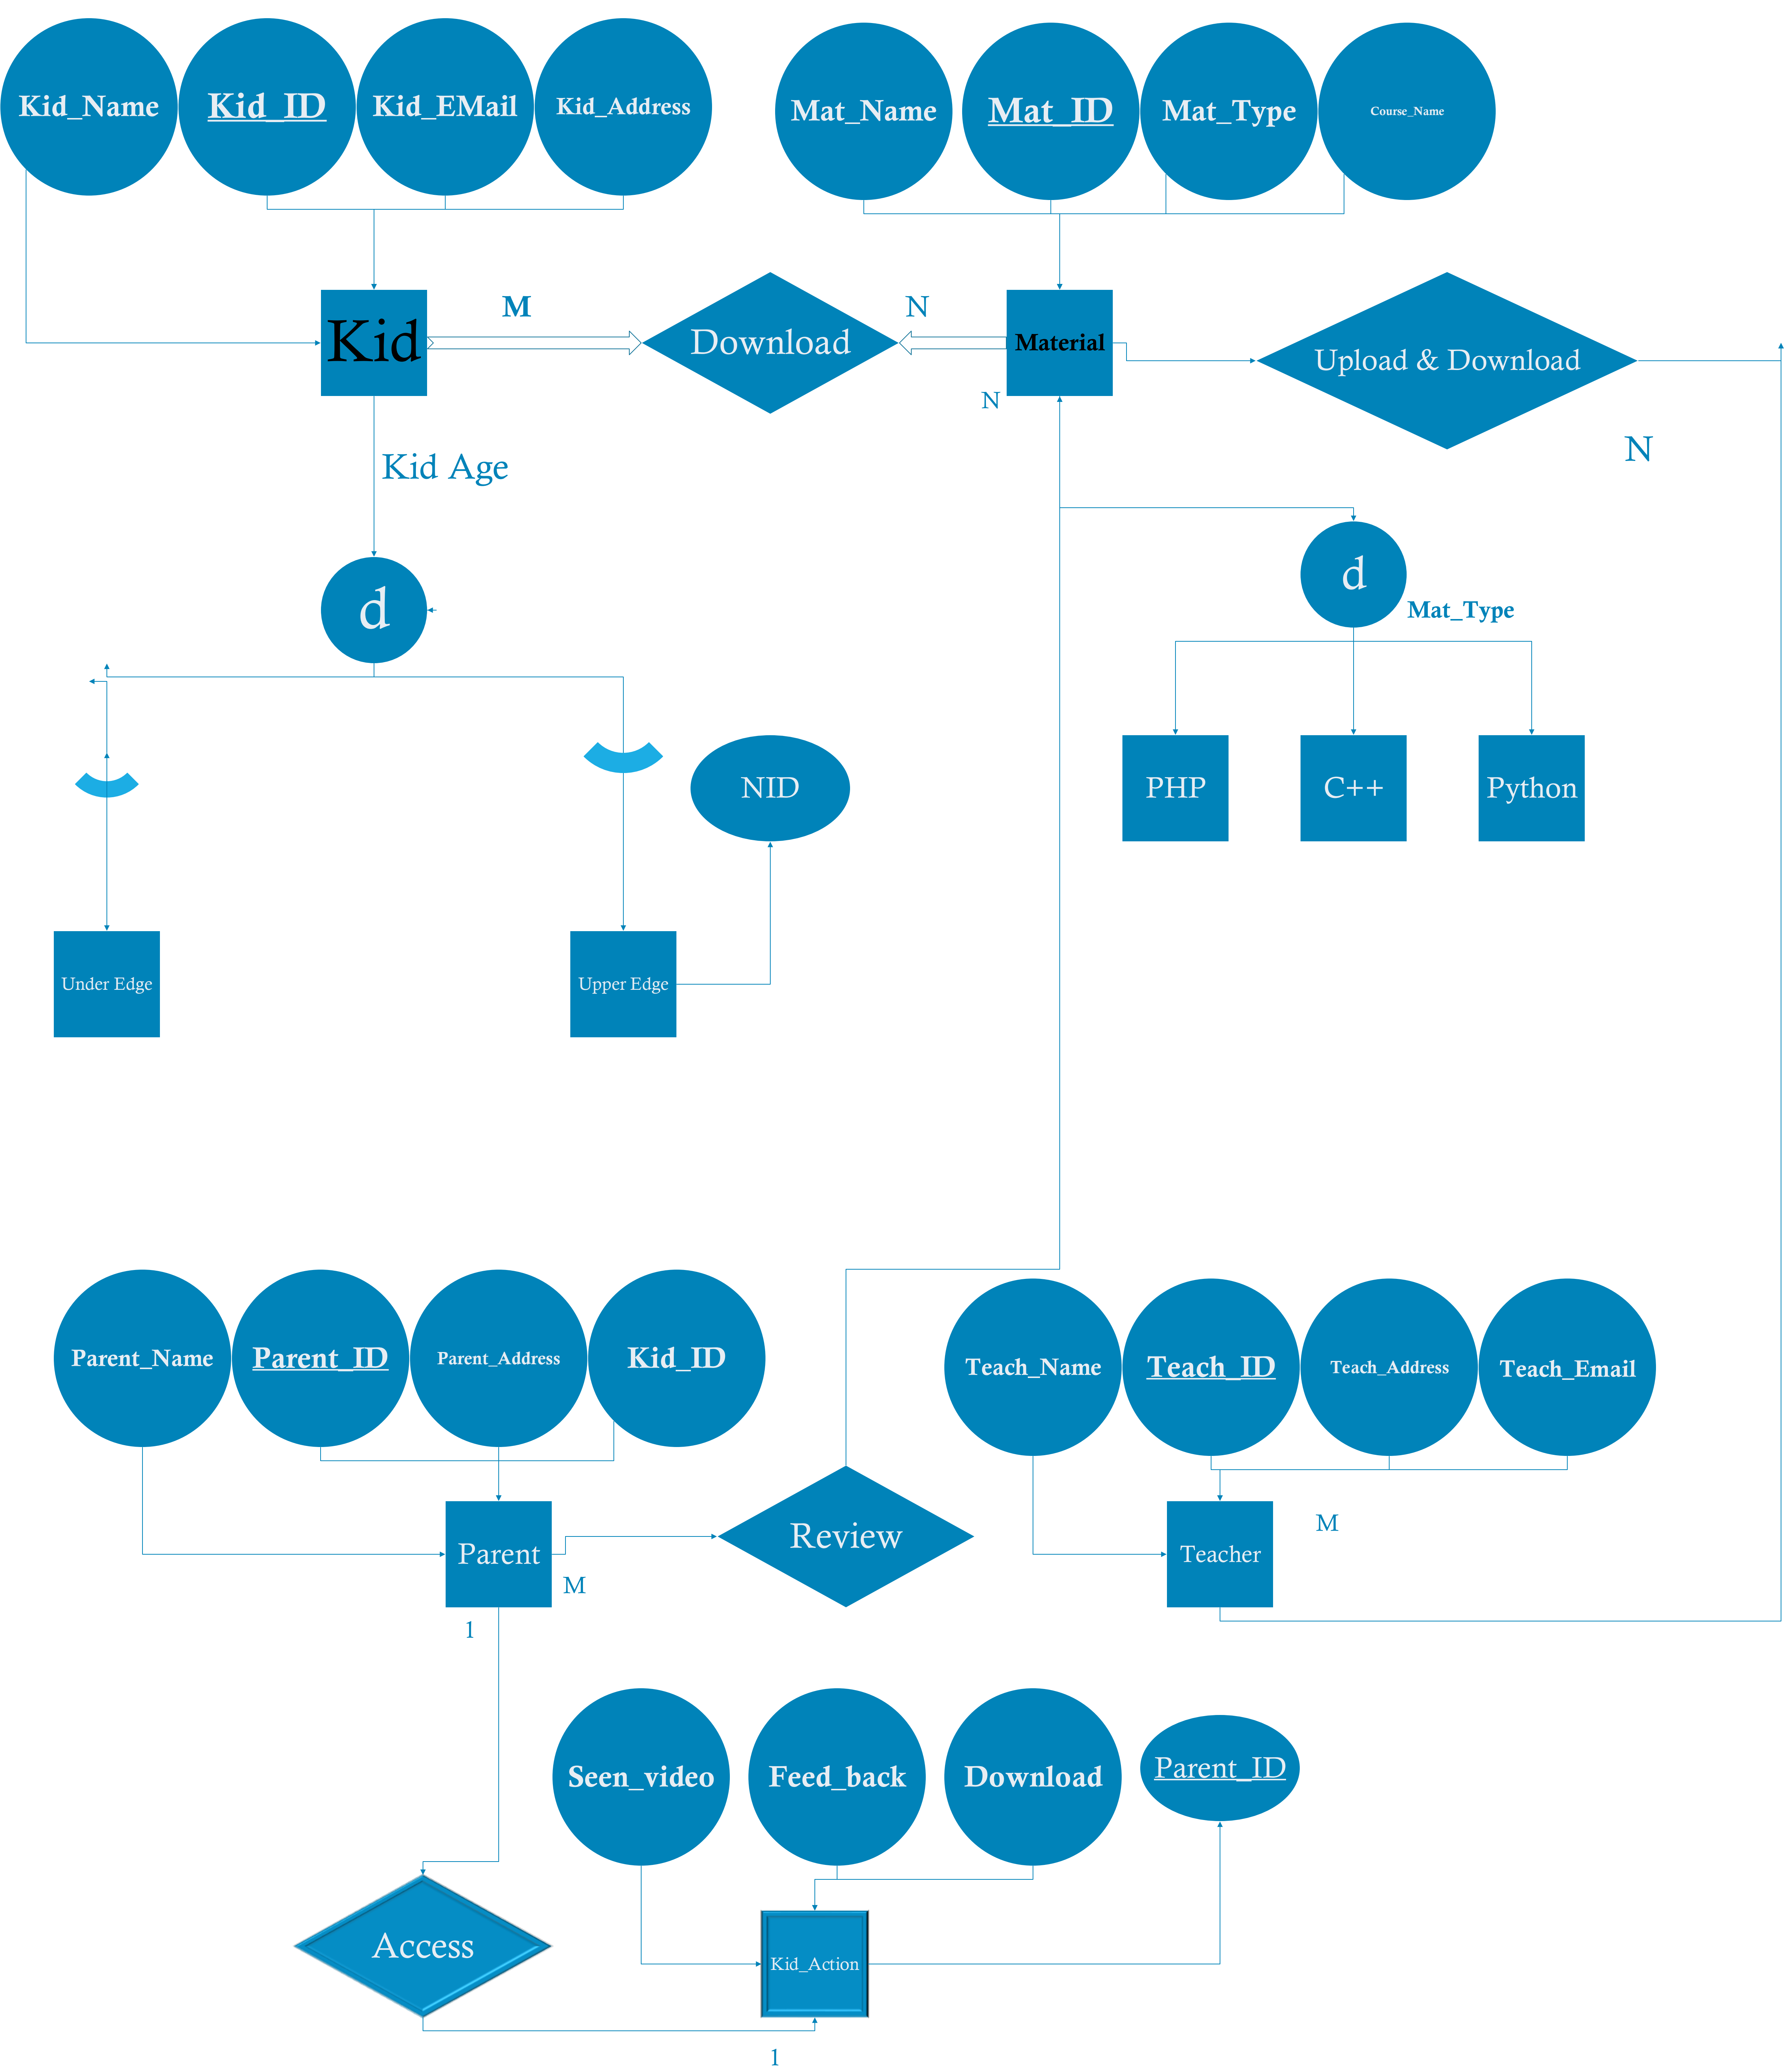 Kid_Name
Kid_ID
Kid_EMail
Kid_Address
Mat_Name
Mat_ID
Mat_Type
Course_Name
Kid
M
Download
N
Material
N
Upload & Download
N
Kid Age
d
d
Mat_Type
NID
PHP
C++
Python
Under Edge
Upper Edge
Parent_Name
Parent_ID
Parent_Address
Kid_ID
Teach_Name
Teach_ID
Teach_Address
Teach_Email
Parent
M
1
Review
Teacher
M
Seen_video
Feed_back
Download
Parent_ID
Access
Kid_Action
1